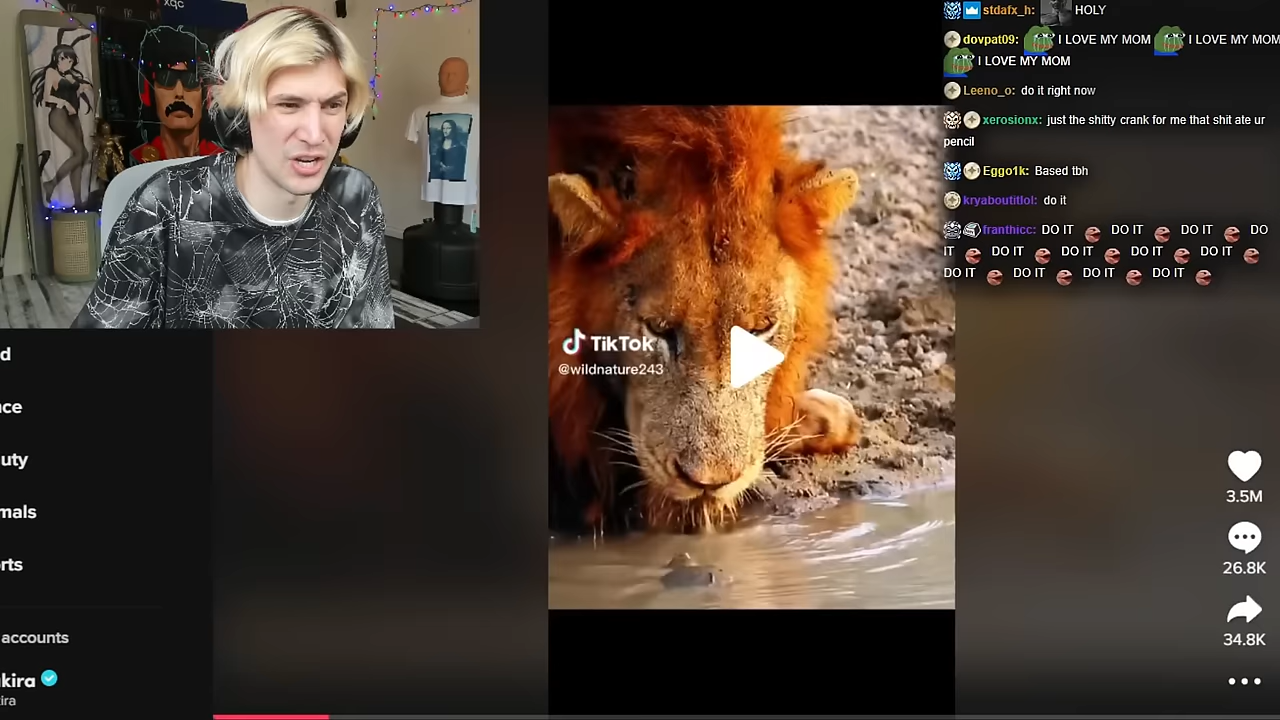 xqc
stdafx_h: HOLY
dovpat09: I LOVE MY MOM I LOVE MY MOM
I LOVE MY MOM
Leeno_o: do it right now
xerosionx: just the shitty crank for me that shit ate ur
pencil
Eggo1k: Based tbh
kryaboutitlol: do it
franthicc: DO IT DO IT DO IT DO
IT DO IT DO IT DO IT DO IT
DO IT DO IT DO IT DO IT
TikTok
@wildnature243
d
ce
uty
mals
rts
accounts
kira
ira
3.5M
26.8K
34.8K